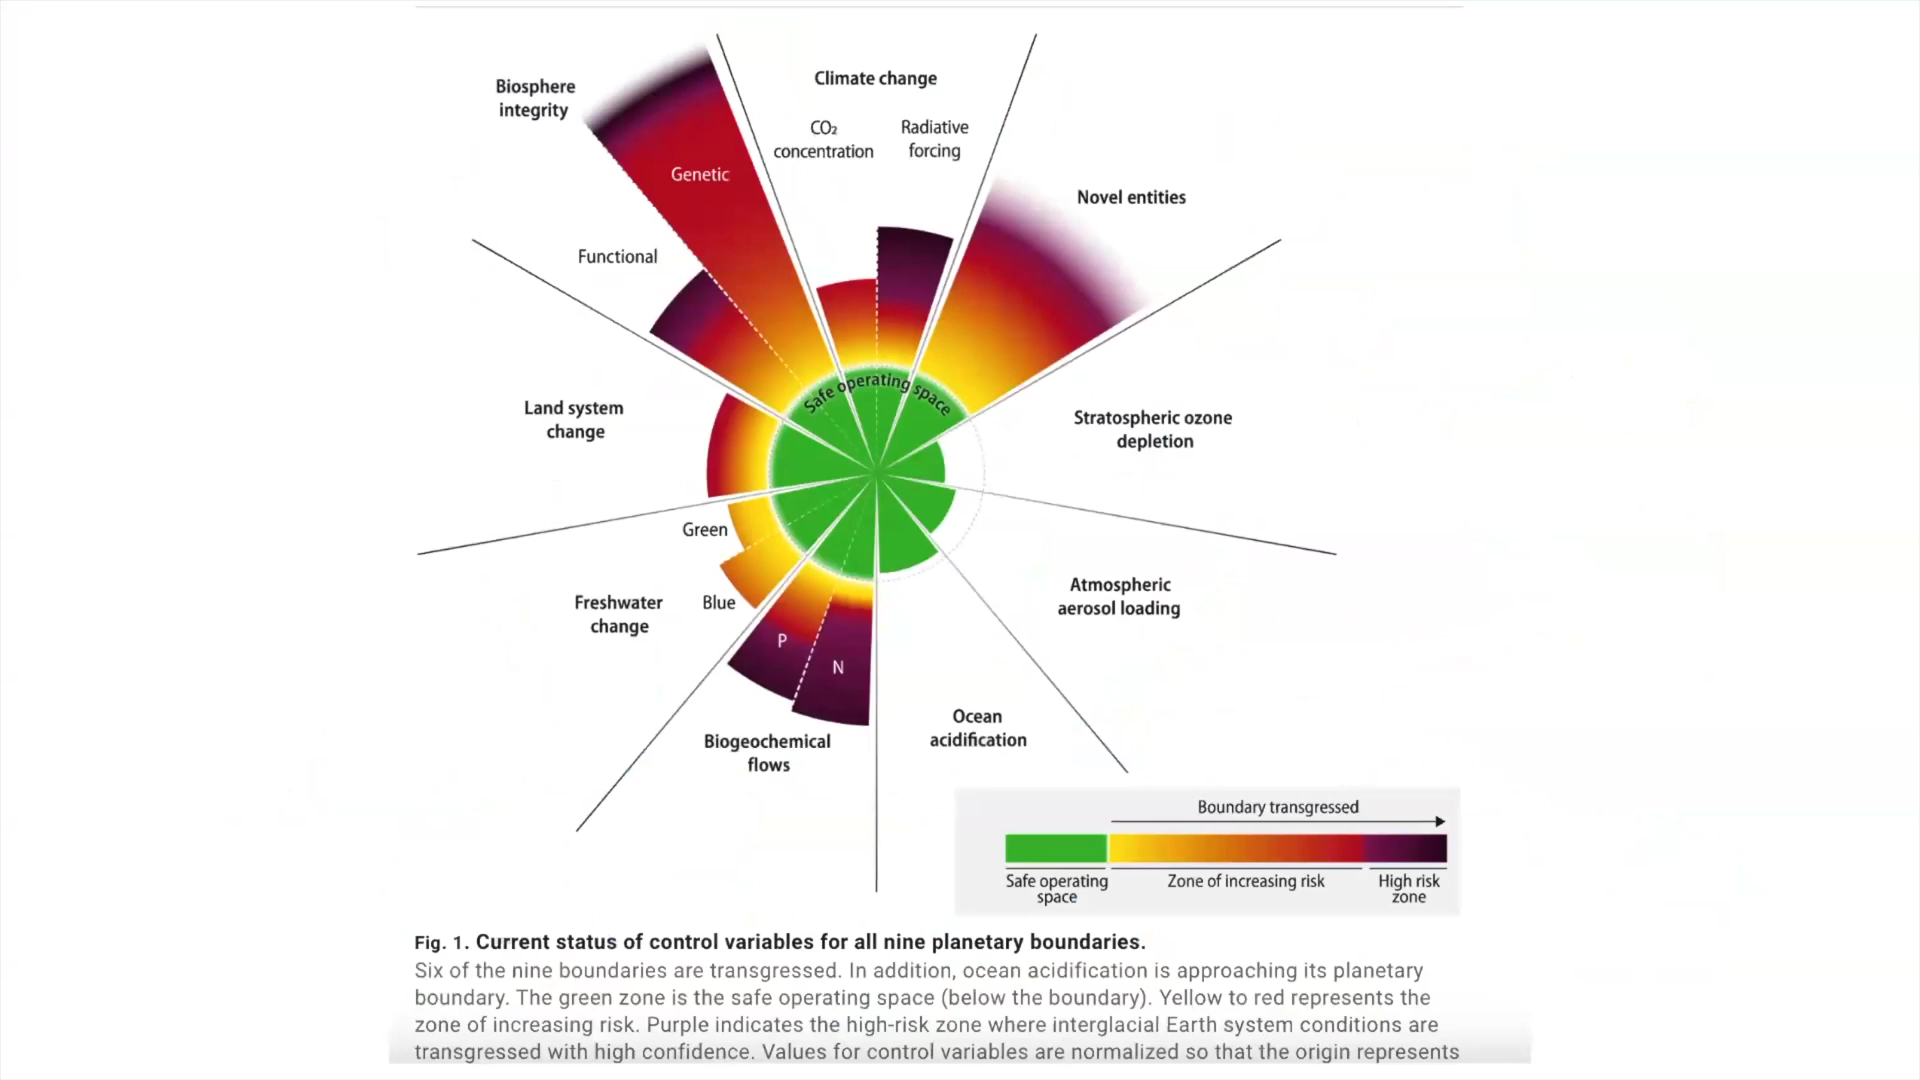 Biosphere
integrity
Climate change
CO₂
concentration
Radiative
forcing
Genetic
Novel entities
Functional
Safe operating space
Land system
change
Stratospheric ozone
depletion
Green
Blue
Freshwater
change
Atmospheric
aerosol loading
P
N
Biogeochemical
flows
Ocean
acidification
Boundary transgressed
Safe operating
space
Zone of increasing risk
High risk
zone
Fig. 1. Current status of control variables for all nine planetary boundaries.
Six of the nine boundaries are transgressed. In addition, ocean acidification is approaching its planetary
boundary. The green zone is the safe operating space (below the boundary). Yellow to red represents the
zone of increasing risk. Purple indicates the high-risk zone where interglacial Earth system conditions are
transgressed with high confidence. Values for control variables are normalized so that the origin represents